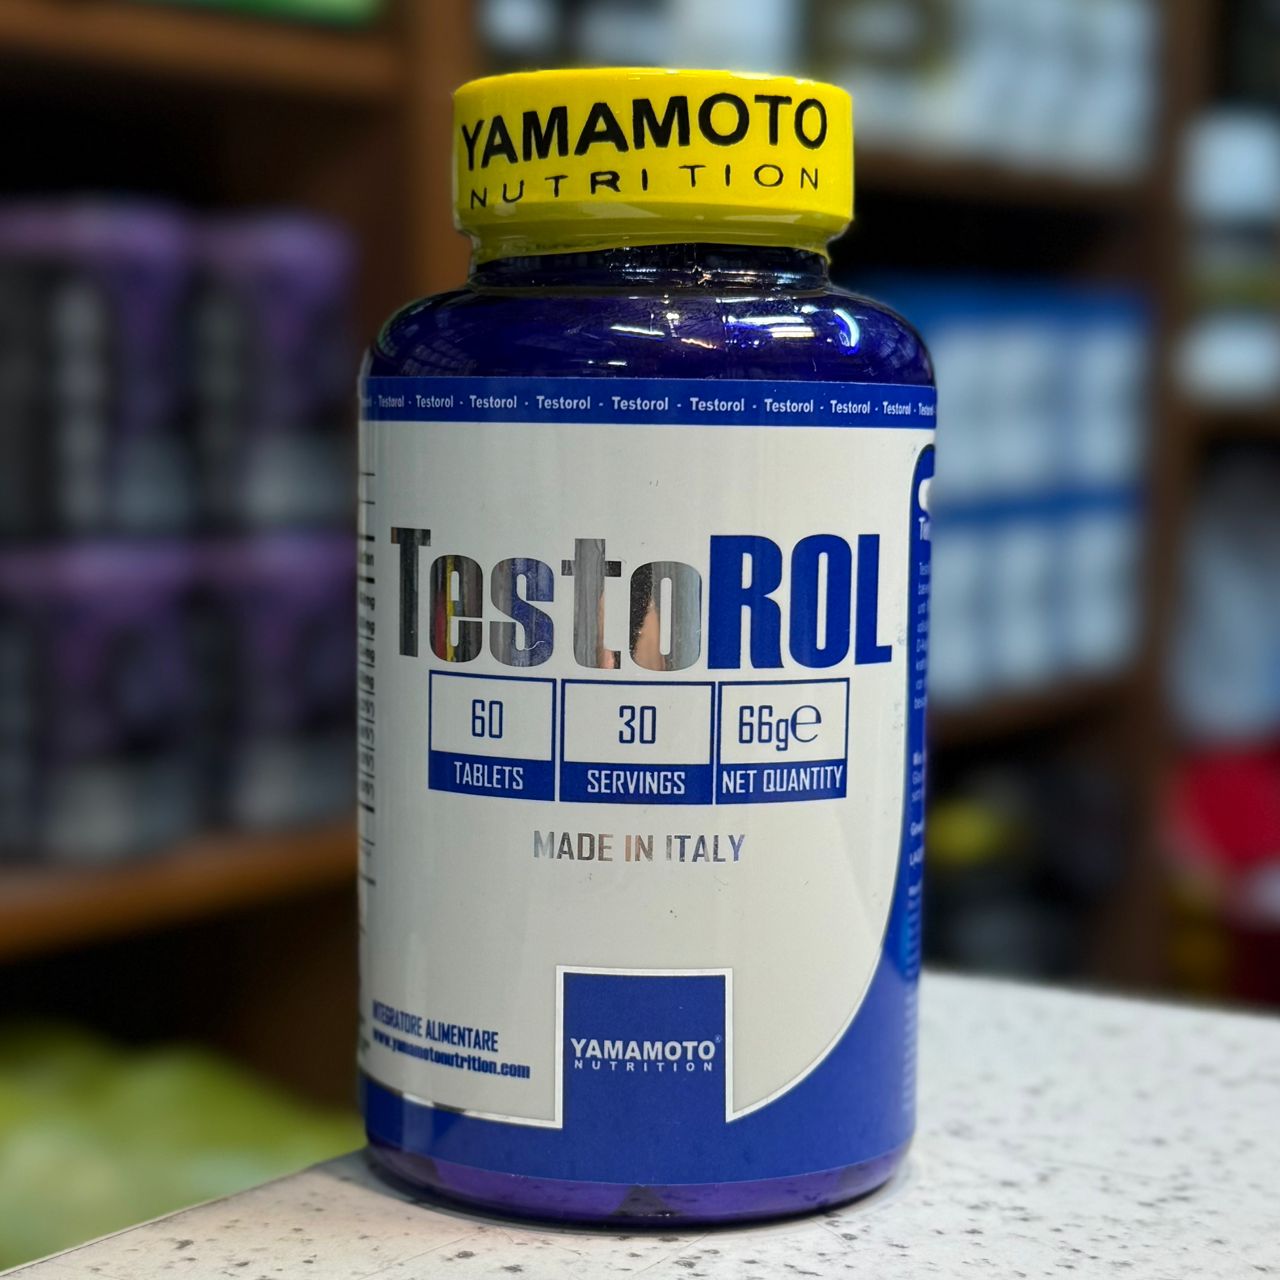 YAMAMOTO
NUTRITION
Testorol - Testorol - Testorol - Testorol - Testorol - Testorol - Testorol - Testorol - Testorol
TestoROL
60 30 66g℮
TABLETS SERVINGS NET QUANTITY
MADE IN ITALY
INTEGRATORE ALIMENTARE
www.yamamotonutrition.com
YAMAMOTO®
NUTRITION